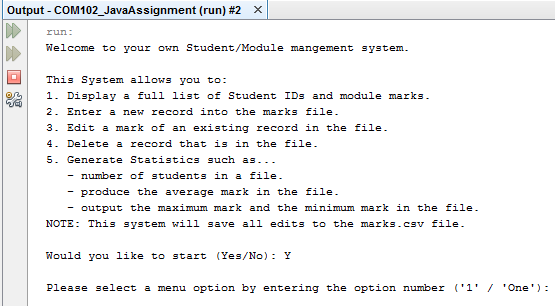 Output - COM102_JavaAssignment (run) #2 ×
run:
Welcome to your own Student/Module mangement system.
This System allows you to:
1. Display a full list of Student IDs and module marks.
2. Enter a new record into the marks file.
3. Edit a mark of an existing record in the file.
4. Delete a record that is in the file.
5. Generate Statistics such as...
- number of students in a file.
- produce the average mark in the file.
- output the maximum mark and the minimum mark in the file.
NOTE: This system will save all edits to the marks.csv file.
Would you like to start (Yes/No): Y
Please select a menu option by entering the option number ('1' / 'One'):